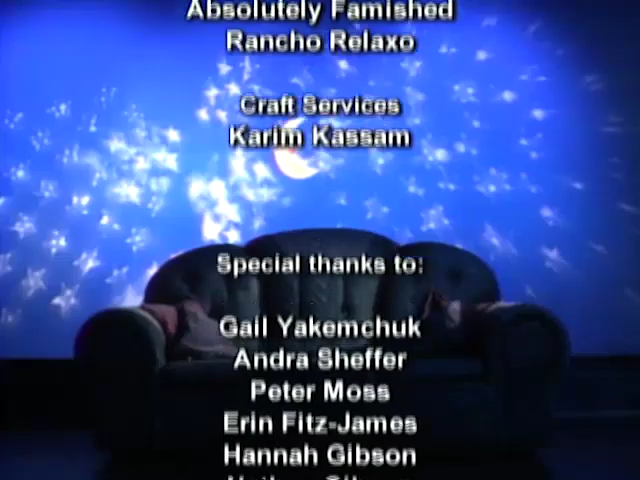 Absolutely Famished
Rancho Relaxo
Craft Services
Karim Kassam
Special thanks to:
Gail Yakemchuk
Andra Sheffer
Peter Moss
Erin Fitz-James
Hannah Gibson